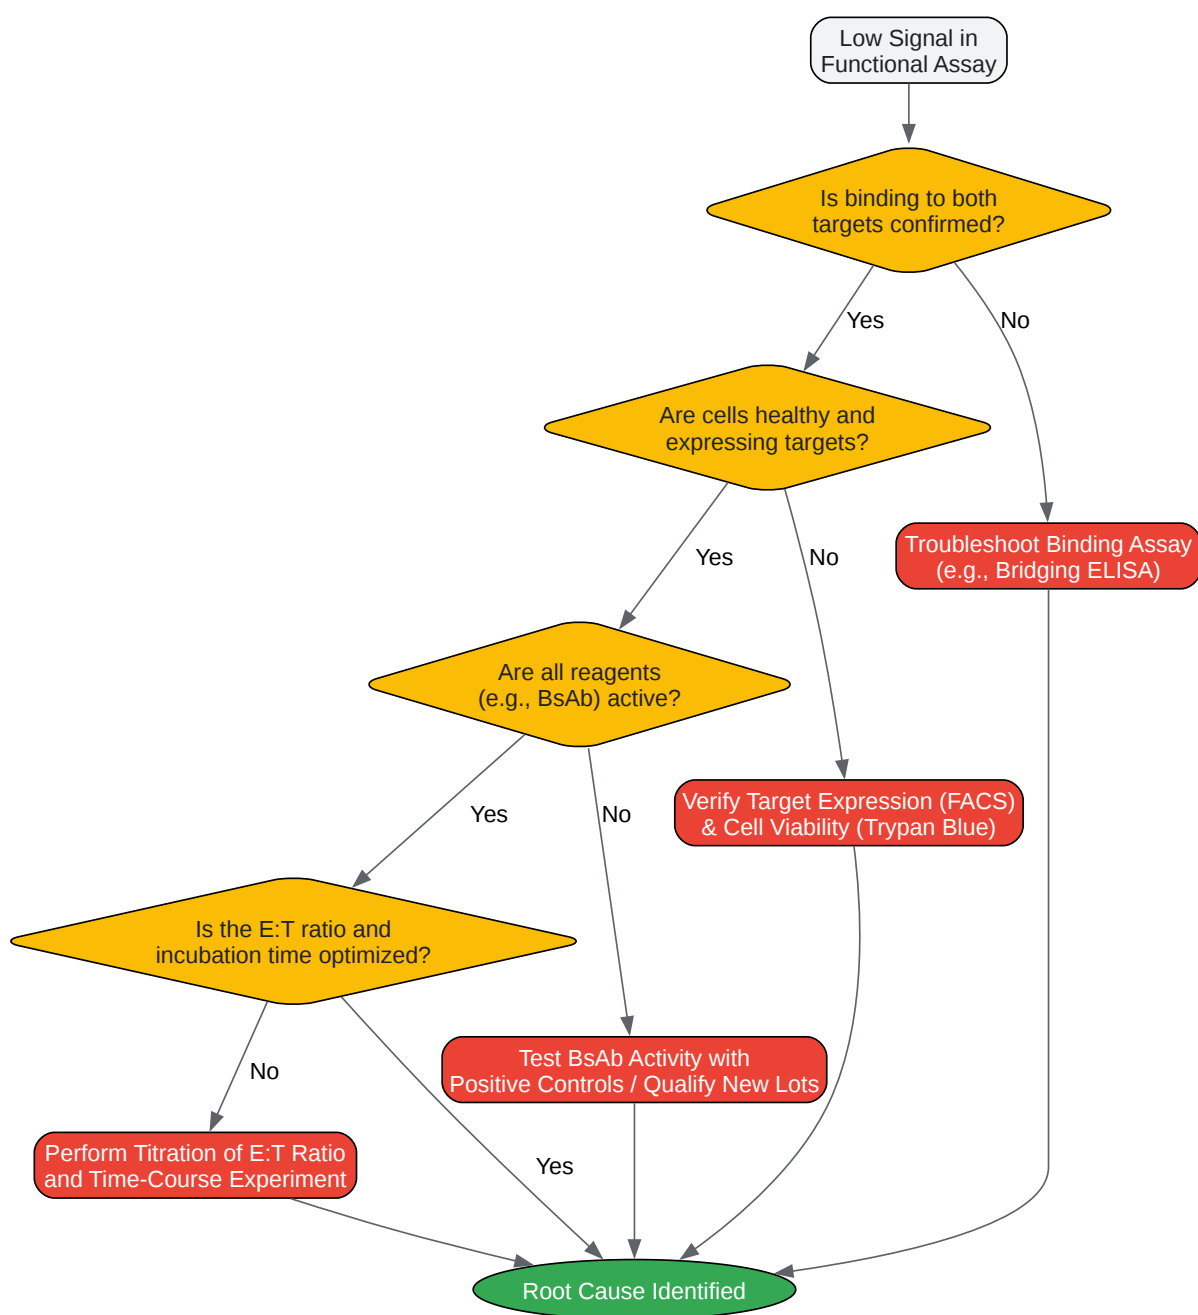 Low Signal in
Functional Assay
Is binding to both
targets confirmed?
Yes
No
Are cells healthy and
expressing targets?
Troubleshoot Binding Assay
(e.g., Bridging ELISA)
Yes
No
Are all reagents
(e.g., BsAb) active?
Verify Target Expression (FACS)
& Cell Viability (Trypan Blue)
Yes
No
Is the E:T ratio and
incubation time optimized?
Test BsAb Activity with
Positive Controls / Qualify New Lots
No
Perform Titration of E:T Ratio
and Time-Course Experiment
Yes
Root Cause Identified